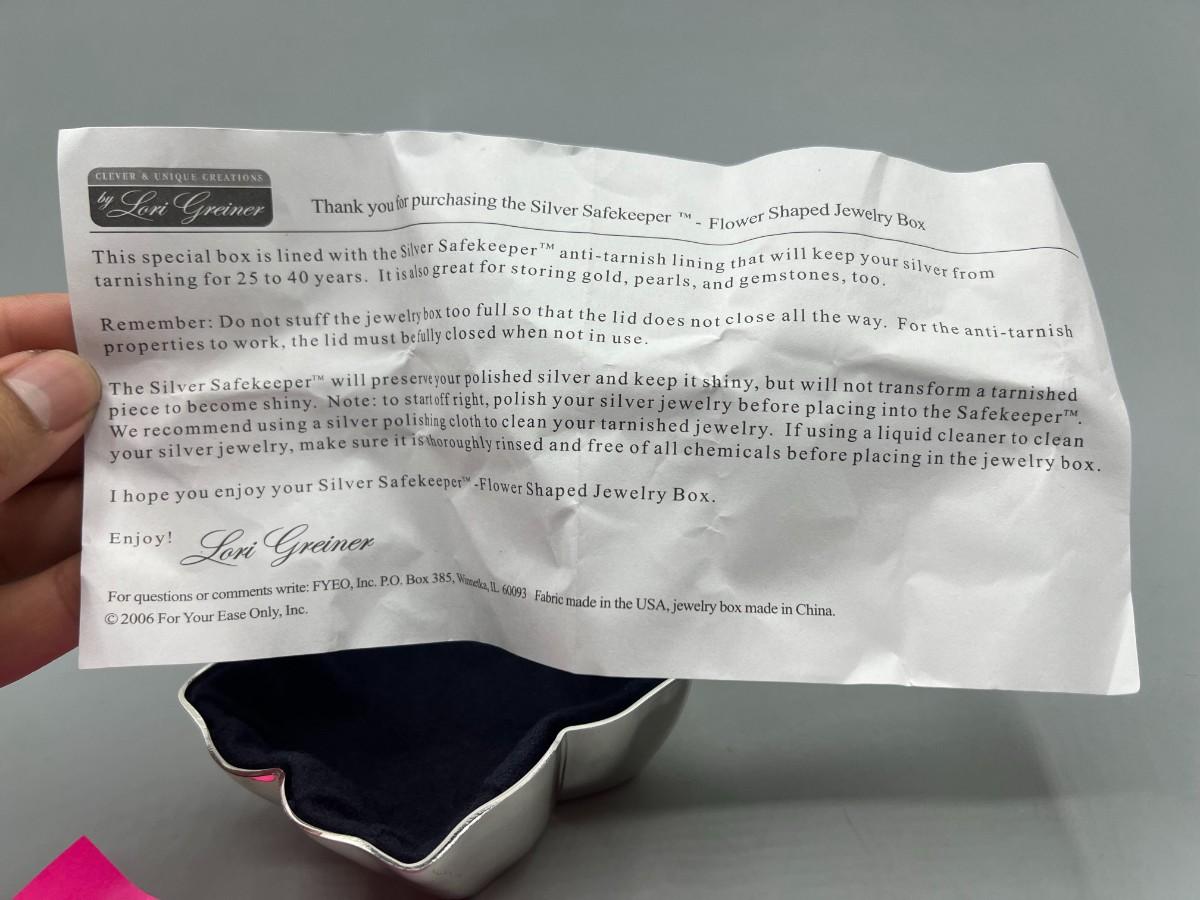 CLEVER & UNIQUE CREATIONS
by Lori Greiner
Thank you for purchasing the Silver Safekeeper ™ - Flower Shaped Jewelry Box
This special box is lined with the Silver Safekeeper™ anti-tarnish lining that will keep your silver from
tarnishing for 25 to 40 years. It is also great for storing gold, pearls, and gemstones, too.
Remember: Do not stuff the jewelry box too full so that the lid does not close all the way. For the anti-tarnish
properties to work, the lid must be fully closed when not in use.
The Silver Safekeeper™ will preserve your polished silver and keep it shiny, but will not transform a tarnished
piece to become shiny. Note: to start off right, polish your silver jewelry before placing into the Safekeeper™.
We recommend using a silver polishing cloth to clean your tarnished jewelry. If using a liquid cleaner to clean
your silver jewelry, make sure it is thoroughly rinsed and free of all chemicals before placing in the jewelry box.
I hope you enjoy your Silver Safekeeper™ -Flower Shaped Jewelry Box.
Enjoy! Lori Greiner
For questions or comments write: FYEO, Inc. P.O. Box 385, Winnetka, IL 60093 Fabric made in the USA, jewelry box made in China.
© 2006 For Your Ease Only, Inc.